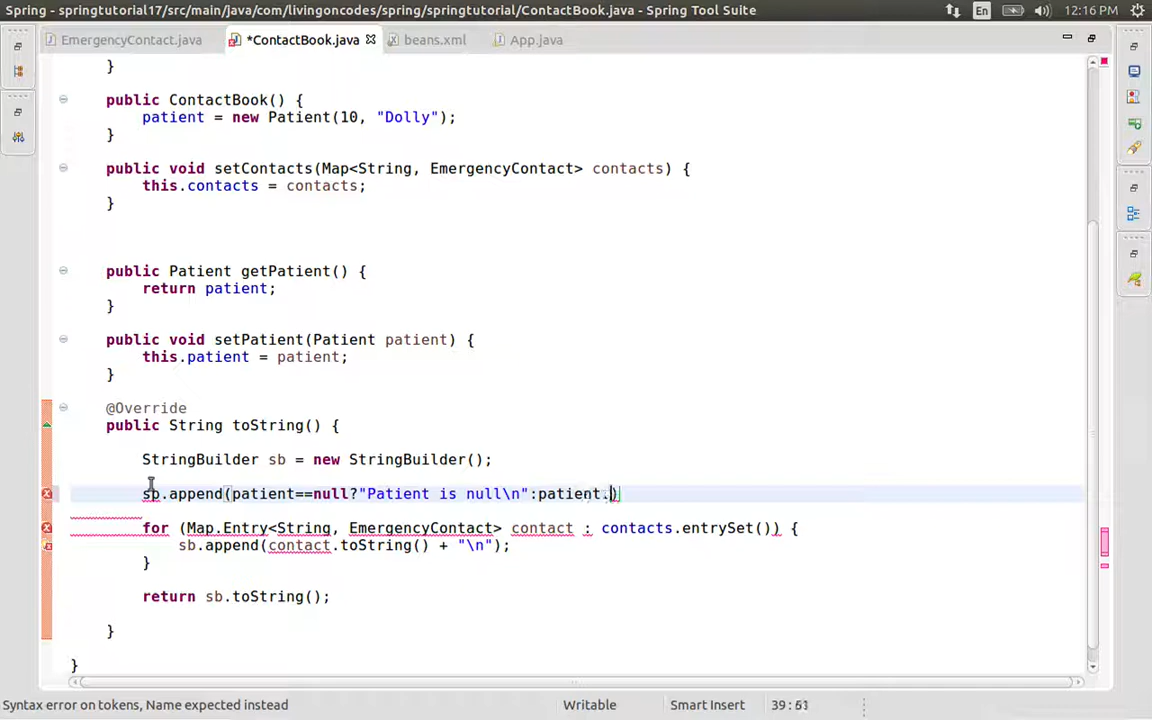 Spring - springtutorial17/src/main/java/com/livingoncodes/spring/springtutorial/ContactBook.java - Spring Tool Suite
En
12:16 PM
EmergencyContact.java
*ContactBook.java
beans.xml
App.java
}
public ContactBook() {
patient = new Patient(10, "Dolly");
}
public void setContacts(Map<String, EmergencyContact> contacts) {
this.contacts = contacts;
}
public Patient getPatient() {
return patient;
}
public void setPatient(Patient patient) {
this.patient = patient;
}
@Override
public String toString() {
StringBuilder sb = new StringBuilder();
sb.append(patient==null?"Patient is null\n":patient.)
for (Map.Entry<String, EmergencyContact> contact : contacts.entrySet()) {
sb.append(contact.toString() + "\n");
}
return sb.toString();
}
}
Syntax error on tokens, Name expected instead
Writable
Smart Insert
39 : 61